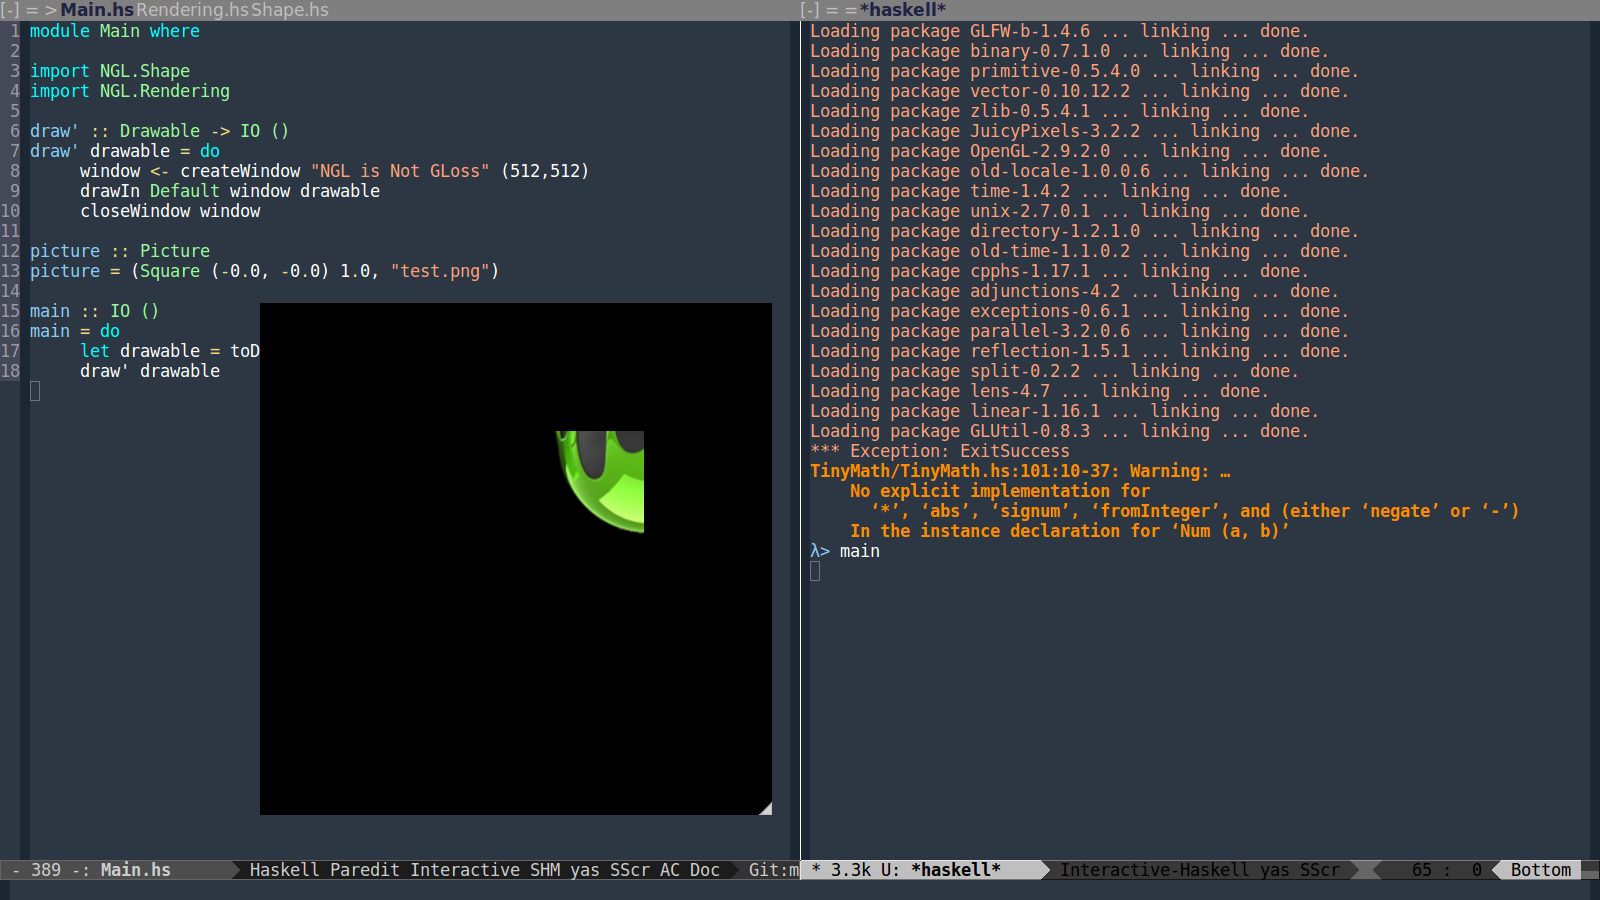 [-] = > Main.hs Rendering.hs Shape.hs
1 module Main where
2
3 import NGL.Shape
4 import NGL.Rendering
5
6 draw' :: Drawable -> IO ()
7 draw' drawable = do
8 window <- createWindow "NGL is Not GLoss" (512,512)
9 drawIn Default window drawable
10 closeWindow window
11
12 picture :: Picture
13 picture = (Square (-0.0, -0.0) 1.0, "test.png")
14
15 main :: IO ()
16 main = do
17 let drawable = toD
18 draw' drawable
- 389 -: Main.hs Haskell Paredit Interactive SHM yas SScr AC Doc Git:m
[-] = = *haskell*
Loading package GLFW-b-1.4.6 ... linking ... done.
Loading package binary-0.7.1.0 ... linking ... done.
Loading package primitive-0.5.4.0 ... linking ... done.
Loading package vector-0.10.12.2 ... linking ... done.
Loading package zlib-0.5.4.1 ... linking ... done.
Loading package JuicyPixels-3.2.2 ... linking ... done.
Loading package OpenGL-2.9.2.0 ... linking ... done.
Loading package old-locale-1.0.0.6 ... linking ... done.
Loading package time-1.4.2 ... linking ... done.
Loading package unix-2.7.0.1 ... linking ... done.
Loading package directory-1.2.1.0 ... linking ... done.
Loading package old-time-1.1.0.2 ... linking ... done.
Loading package cpphs-1.17.1 ... linking ... done.
Loading package adjunctions-4.2 ... linking ... done.
Loading package exceptions-0.6.1 ... linking ... done.
Loading package parallel-3.2.0.6 ... linking ... done.
Loading package reflection-1.5.1 ... linking ... done.
Loading package split-0.2.2 ... linking ... done.
Loading package lens-4.7 ... linking ... done.
Loading package linear-1.16.1 ... linking ... done.
Loading package GLUtil-0.8.3 ... linking ... done.
*** Exception: ExitSuccess
TinyMath/TinyMath.hs:101:10-37: Warning: …
No explicit implementation for
‘*’, ‘abs’, ‘signum’, ‘fromInteger’, and (either ‘negate’ or ‘-’)
In the instance declaration for ‘Num (a, b)’
λ> main
* 3.3k U: *haskell* Interactive-Haskell yas SScr 65 : 0 Bottom